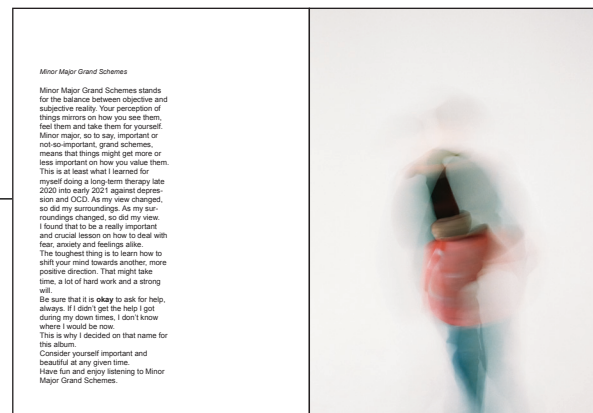 Minor Major Grand Schemes
Minor Major Grand Schemes stands
for the balance between objective and
subjective reality. Your perception of
things mirrors on how you see them,
feel them and take them for yourself.
Minor major, so to say, important or
not-so-important, grand schemes,
means that things might get more or
less important on how you value them.
This is at least what I learned for
myself doing a long-term therapy late
2020 into early 2021 against depres-
sion and OCD. As my view changed,
so did my surroundings. As my sur-
roundings changed, so did my view.
I found that to be a really important
and crucial lesson on how to deal with
fear, anxiety and feelings alike.
The toughest thing is to learn how to
shift your mind towards another, more
positive direction. That might take
time, a lot of hard work and a strong
will.
Be sure that it is okay to ask for help,
always. If I didn't get the help I got
during my down times, I don't know
where I would be now.
This is why I decided on that name for
this album.
Consider yourself important and
beautiful at any given time.
Have fun and enjoy listening to Minor
Major Grand Schemes.